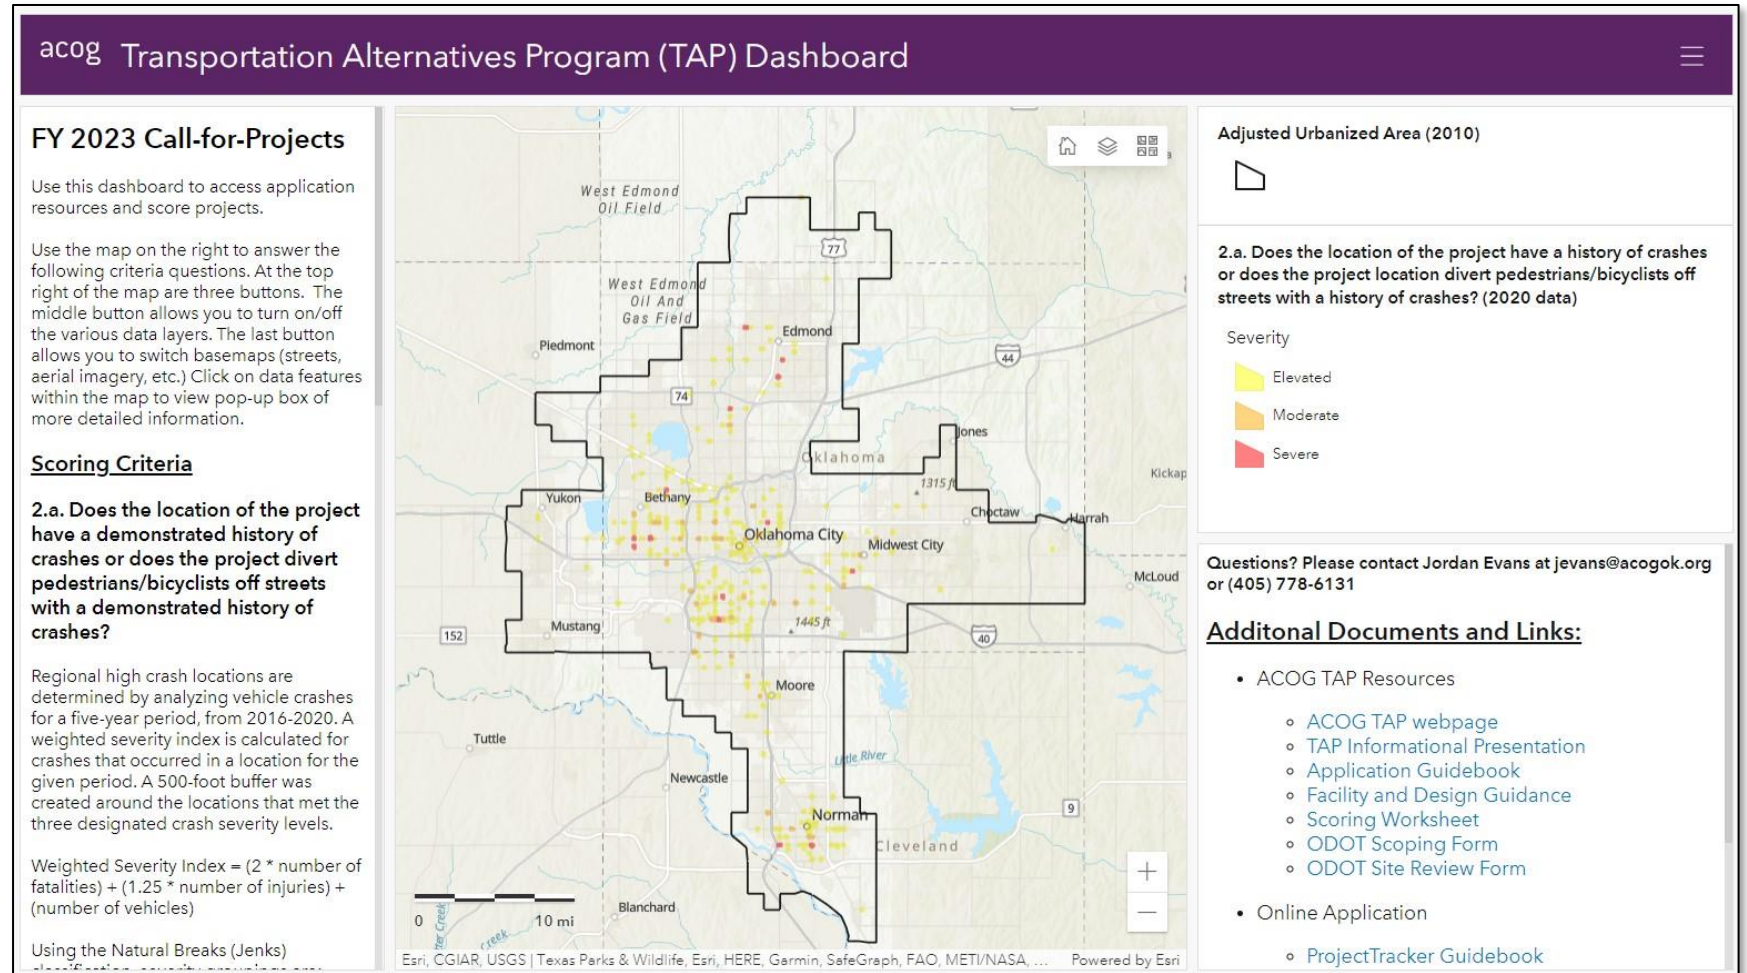 acog Transportation Alternatives Program (TAP) Dashboard
FY 2023 Call-for-Projects
Use this dashboard to access application
resources and score projects.
Use the map on the right to answer the
following criteria questions. At the top
right of the map are three buttons. The
middle button allows you to turn on/off
the various data layers. The last button
allows you to switch basemaps (streets,
aerial imagery, etc.) Click on data features
within the map to view pop-up box of
more detailed information.
Scoring Criteria
2.a. Does the location of the project
have a demonstrated history of
crashes or does the project divert
pedestrians/bicyclists off streets
with a demonstrated history of
crashes?
Regional high crash locations are
determined by analyzing vehicle crashes
for a five-year period, from 2016-2020. A
weighted severity index is calculated for
crashes that occurred in a location for the
given period. A 500-foot buffer was
created around the locations that met the
three designated crash severity levels.
Weighted Severity Index = (2 * number of
fatalities) + (1.25 * number of injuries) +
(number of vehicles)
Using the Natural Breaks (Jenks)
West Edmond
Oil Field
77
West Edmond
Oil And
Gas Field
Edmond
Piedmont
44
74
Jones
Oklahoma
Kickap
1315 ft
Yukon
Bethany
Choctaw
Harrah
Oklahoma City
Midwest City
McLoud
1445 ft
Mustang
152
40
Moore
Tuttle
Little River
Newcastle
9
Norman
Cleveland
Blanchard
0 10 mi
tter Creek
Creek
Esri, CGIAR, USGS | Texas Parks & Wildlife, Esri, HERE, Garmin, SafeGraph, FAO, METI/NASA, ... Powered by Esri
Adjusted Urbanized Area (2010)
2.a. Does the location of the project have a history of crashes
or does the project location divert pedestrians/bicyclists off
streets with a history of crashes? (2020 data)
Severity
Elevated
Moderate
Severe
Questions? Please contact Jordan Evans at jevans@acogok.org
or (405) 778-6131
Additonal Documents and Links:
• ACOG TAP Resources
ACOG TAP webpage
TAP Informational Presentation
Application Guidebook
Facility and Design Guidance
Scoring Worksheet
ODOT Scoping Form
ODOT Site Review Form
• Online Application
ProjectTracker Guidebook